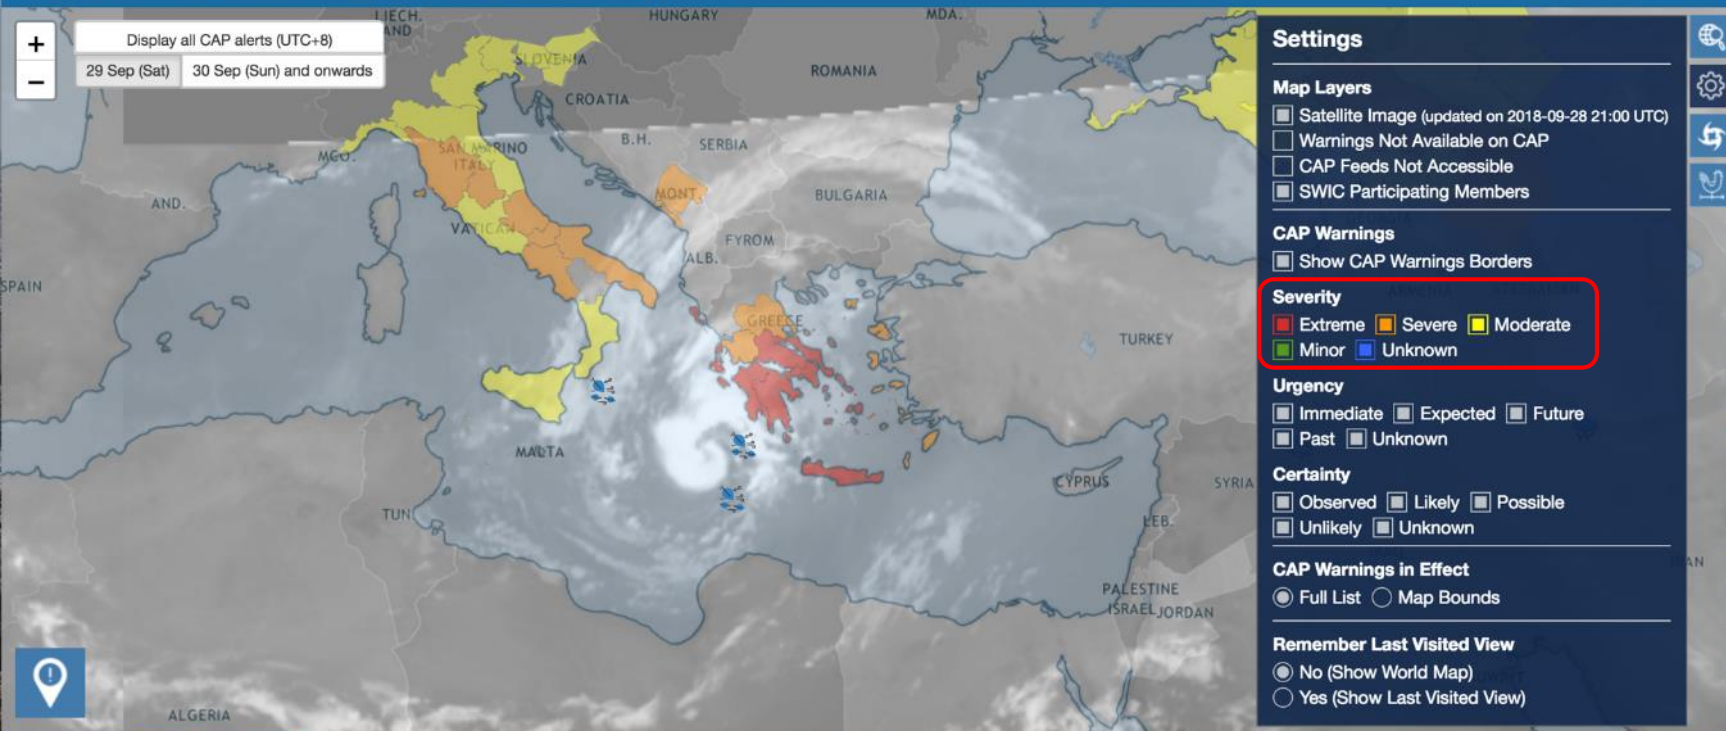 +
−
Display all CAP alerts (UTC+8)
29 Sep (Sat) 30 Sep (Sun) and onwards
LIECH.
AND
HUNGARY
MDA.
SLOVENIA
ROMANIA
CROATIA
B.H.
SERBIA
SAN MARINO
ITALY
MCO.
AND.
MONT.
BULGARIA
VATICAN
FYROM
ALB.
SPAIN
GREECE
TURKEY
MALTA
CYPRUS
SYRIA
TUN.
LEB.
PALESTINE
ISRAEL JORDAN
ALGERIA
Settings
Map Layers
Satellite Image (updated on 2018-09-28 21:00 UTC)
Warnings Not Available on CAP
CAP Feeds Not Accessible
SWIC Participating Members
CAP Warnings
Show CAP Warnings Borders
Severity
Extreme Severe Moderate
Minor Unknown
Urgency
Immediate Expected Future
Past Unknown
Certainty
Observed Likely Possible
Unlikely Unknown
CAP Warnings in Effect
Full List Map Bounds
Remember Last Visited View
No (Show World Map)
Yes (Show Last Visited View)